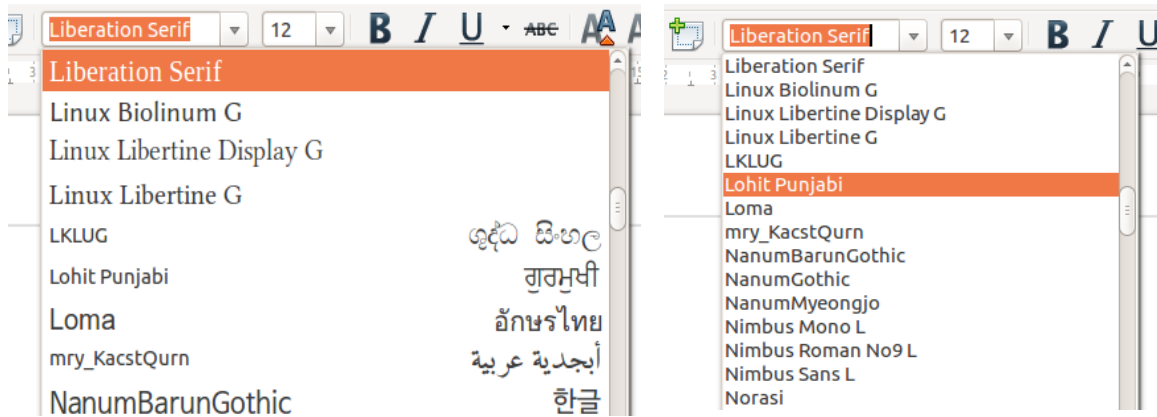 Liberation Serif 12 B I U ABC
Liberation Serif
Linux Biolinum G
Linux Libertine Display G
Linux Libertine G
LKLUG ශුද්ධ සිංහල
Lohit Punjabi ਗੁਰਮੁਖੀ
Loma อักษรไทย
mry_KacstQurn أبجدية عربية
NanumBarunGothic 한글
Liberation Serif 12 B I U
Liberation Serif
Linux Biolinum G
Linux Libertine Display G
Linux Libertine G
LKLUG
Lohit Punjabi
Loma
mry_KacstQurn
NanumBarunGothic
NanumGothic
NanumMyeongjo
Nimbus Mono L
Nimbus Roman No9 L
Nimbus Sans L
Norasi